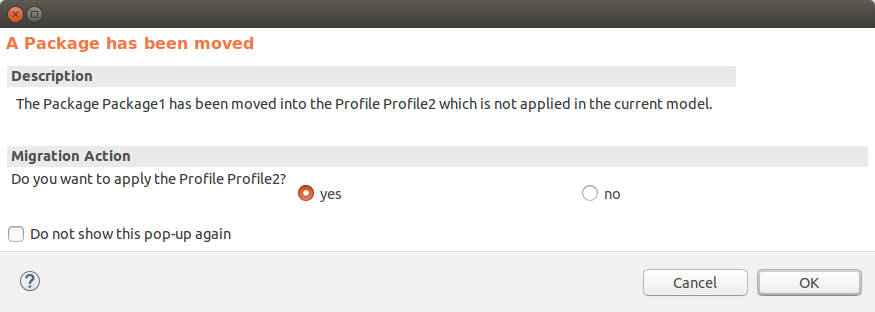 A Package has been moved
Description
The Package Package1 has been moved into the Profile Profile2 which is not applied in the current model.
Migration Action
Do you want to apply the Profile Profile2?
yes
no
Do not show this pop-up again
?
Cancel
OK